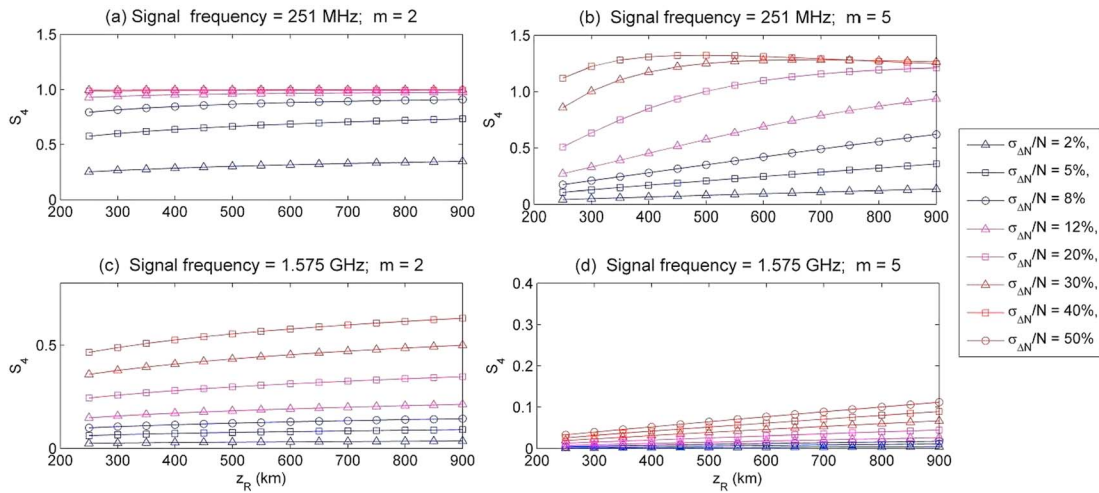 (a) Signal frequency = 251 MHz; m = 2
1.5
1.0
0.5
0
S4
200 300 400 500 600 700 800 900
(b) Signal frequency = 251 MHz; m = 5
1.5
1.0
0.5
0
S4
200 300 400 500 600 700 800 900
(c) Signal frequency = 1.575 GHz; m = 2
0.5
0
S4
200 300 400 500 600 700 800 900
zR (km)
(d) Signal frequency = 1.575 GHz; m = 5
0.4
0.3
0.2
0.1
0
S4
200 300 400 500 600 700 800 900
zR (km)
σΔN/N = 2%,
σΔN/N = 5%,
σΔN/N = 8%
σΔN/N = 12%,
σΔN/N = 20%,
σΔN/N = 30%,
σΔN/N = 40%,
σΔN/N = 50%